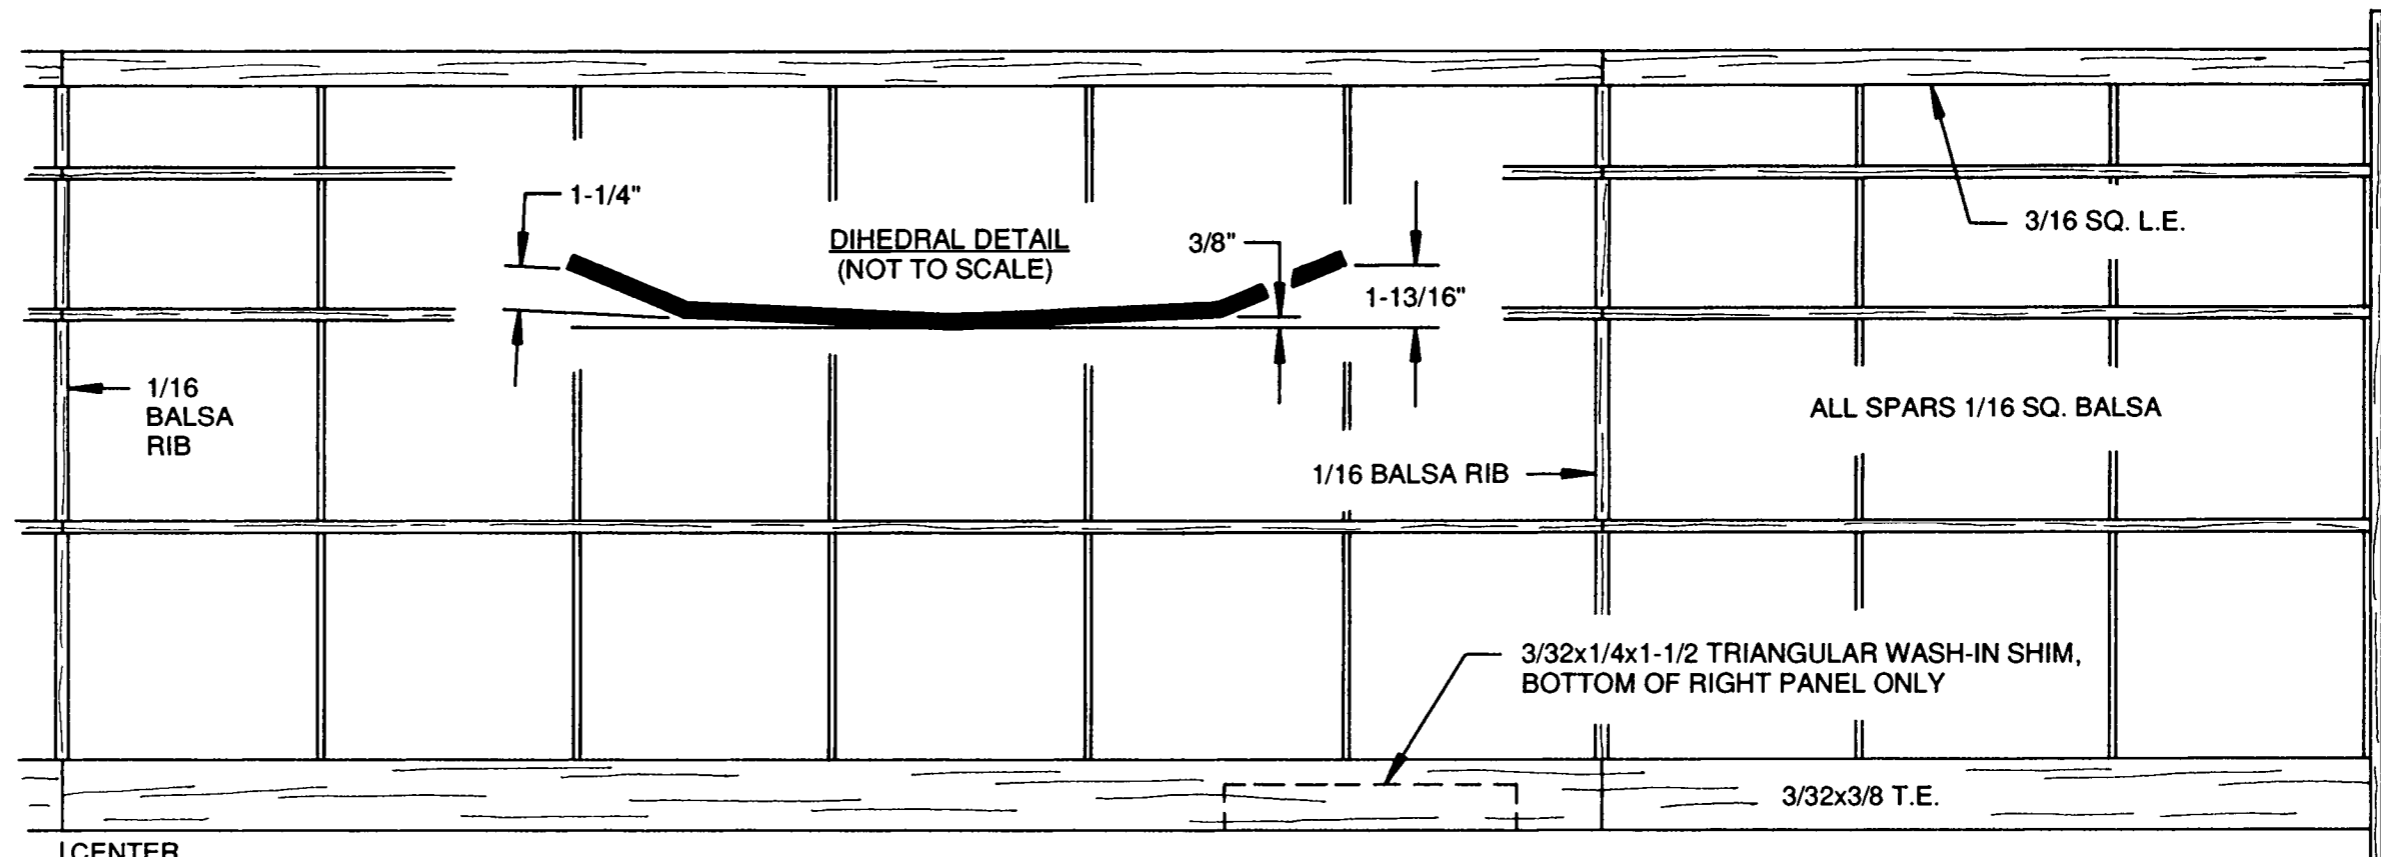 1-1/4"
DIHEDRAL DETAIL
(NOT TO SCALE)
3/8"
1-13/16"
3/16 SQ. L.E.
1/16
BALSA
RIB
ALL SPARS 1/16 SQ. BALSA
1/16 BALSA RIB
3/32x1/4x1-1/2 TRIANGULAR WASH-IN SHIM,
BOTTOM OF RIGHT PANEL ONLY
3/32x3/8 T.E.
CENTER